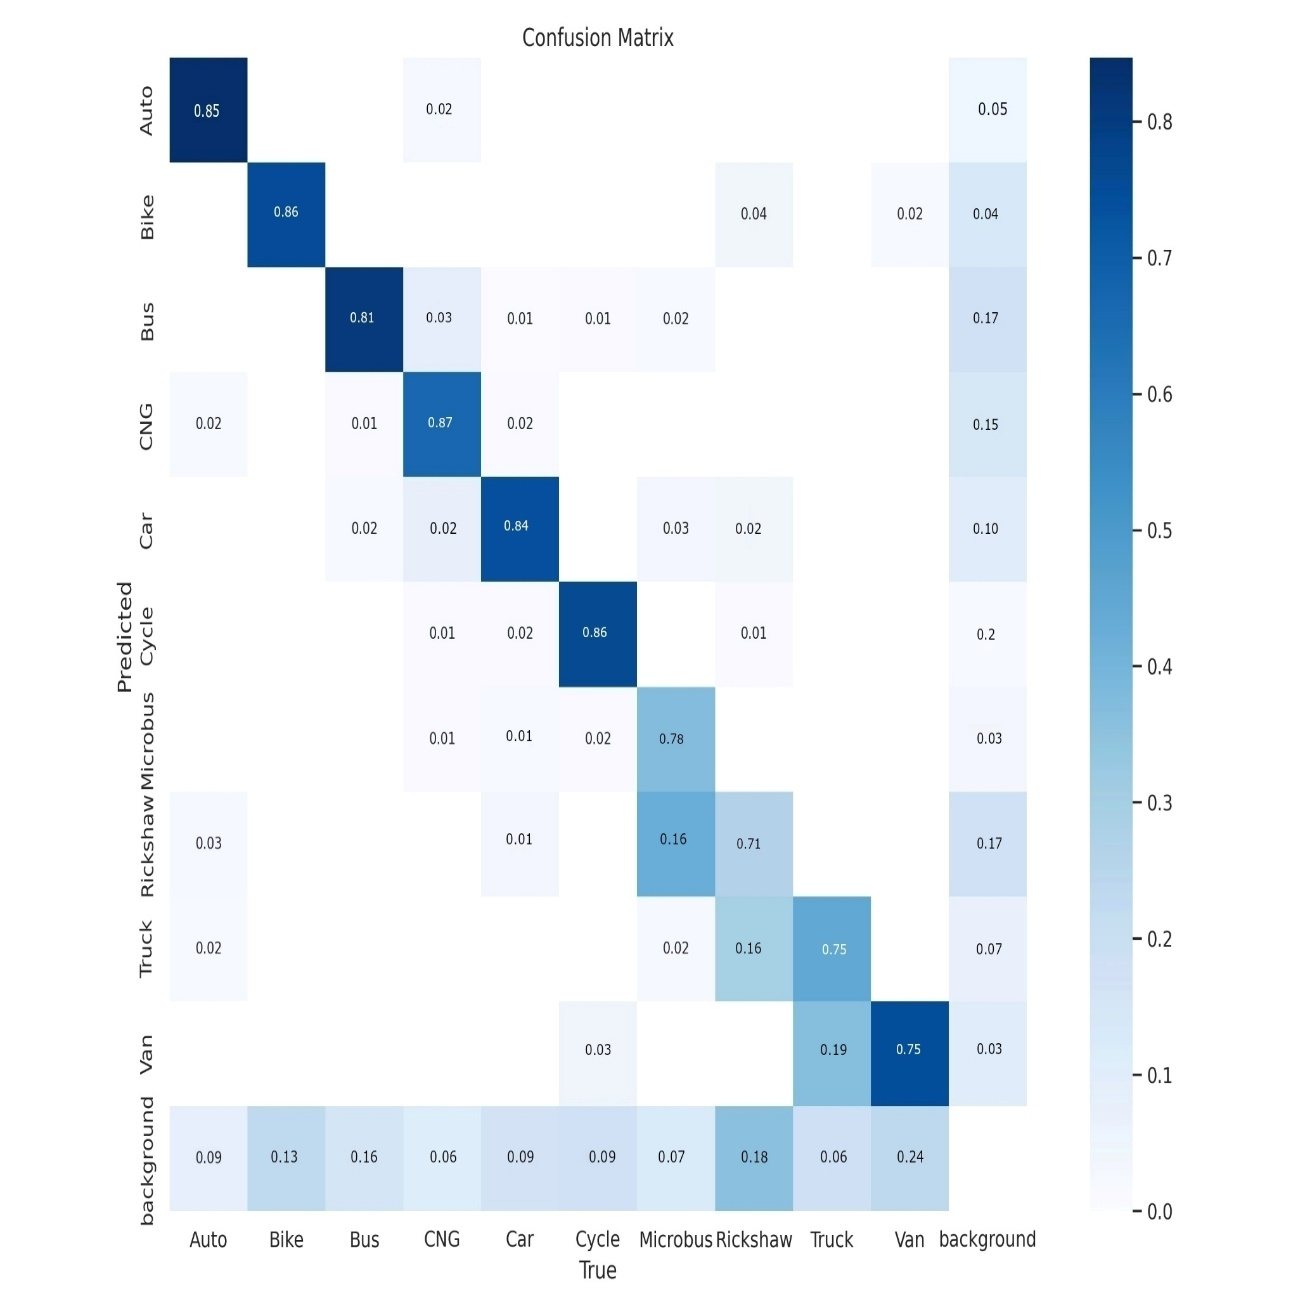 Confusion Matrix
Auto 0.85 0.02 0.05 0.8
Bike 0.86 0.04 0.02 0.04 0.7
Bus 0.81 0.03 0.01 0.01 0.02 0.17
CNG 0.02 0.01 0.87 0.02 0.15 0.6
Car 0.02 0.02 0.84 0.03 0.02 0.10 0.5
Predicted
Cycle 0.01 0.02 0.86 0.01 0.2 0.4
Microbus 0.01 0.01 0.02 0.78 0.03
Rickshaw 0.03 0.01 0.16 0.71 0.17 0.3
Truck 0.02 0.02 0.16 0.75 0.07 0.2
Van 0.03 0.19 0.75 0.03 0.1
background 0.09 0.13 0.16 0.06 0.09 0.09 0.07 0.18 0.06 0.24 0.0
Auto Bike Bus CNG Car Cycle Microbus Rickshaw Truck Van background
True